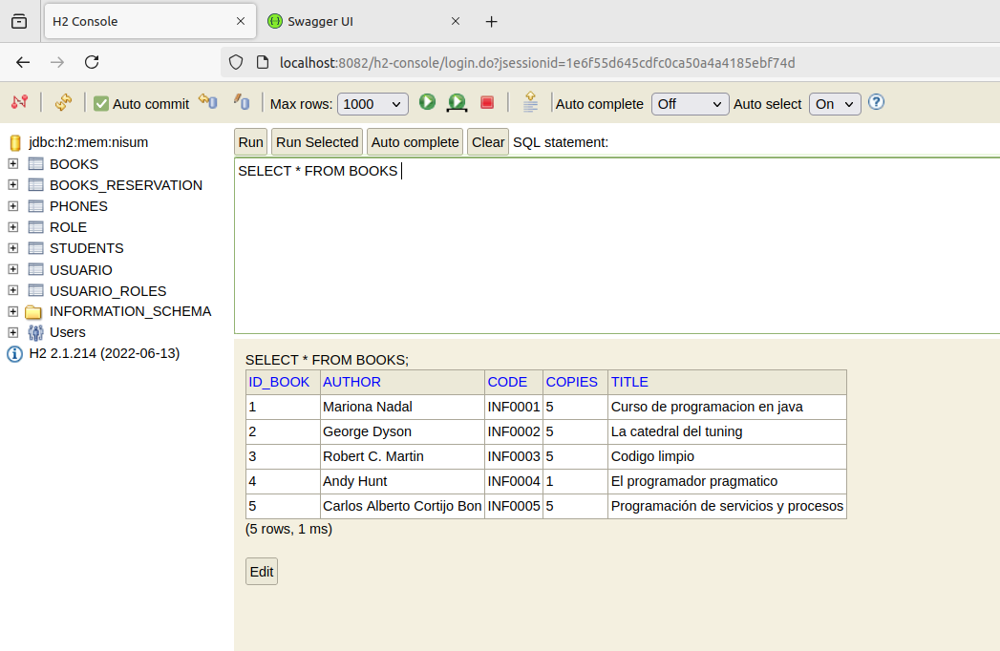 H2 Console
Swagger UI
localhost:8082/h2-console/login.do?jsessionid=1e6f55d645cdfc0ca50a4a4185ebf74d
Auto commit Max rows: 1000 Auto complete Off Auto select On
jdbc:h2:mem:nisum
BOOKS
BOOKS_RESERVATION
PHONES
ROLE
STUDENTS
USUARIO
USUARIO_ROLES
INFORMATION_SCHEMA
Users
H2 2.1.214 (2022-06-13)
Run Run Selected Auto complete Clear SQL statement:
SELECT * FROM BOOKS
SELECT * FROM BOOKS;
ID_BOOK AUTHOR CODE COPIES TITLE
1 Mariona Nadal INF0001 5 Curso de programacion en java
2 George Dyson INF0002 5 La catedral del tuning
3 Robert C. Martin INF0003 5 Codigo limpio
4 Andy Hunt INF0004 1 El programador pragmatico
5 Carlos Alberto Cortijo Bon INF0005 5 Programación de servicios y procesos
(5 rows, 1 ms)
Edit